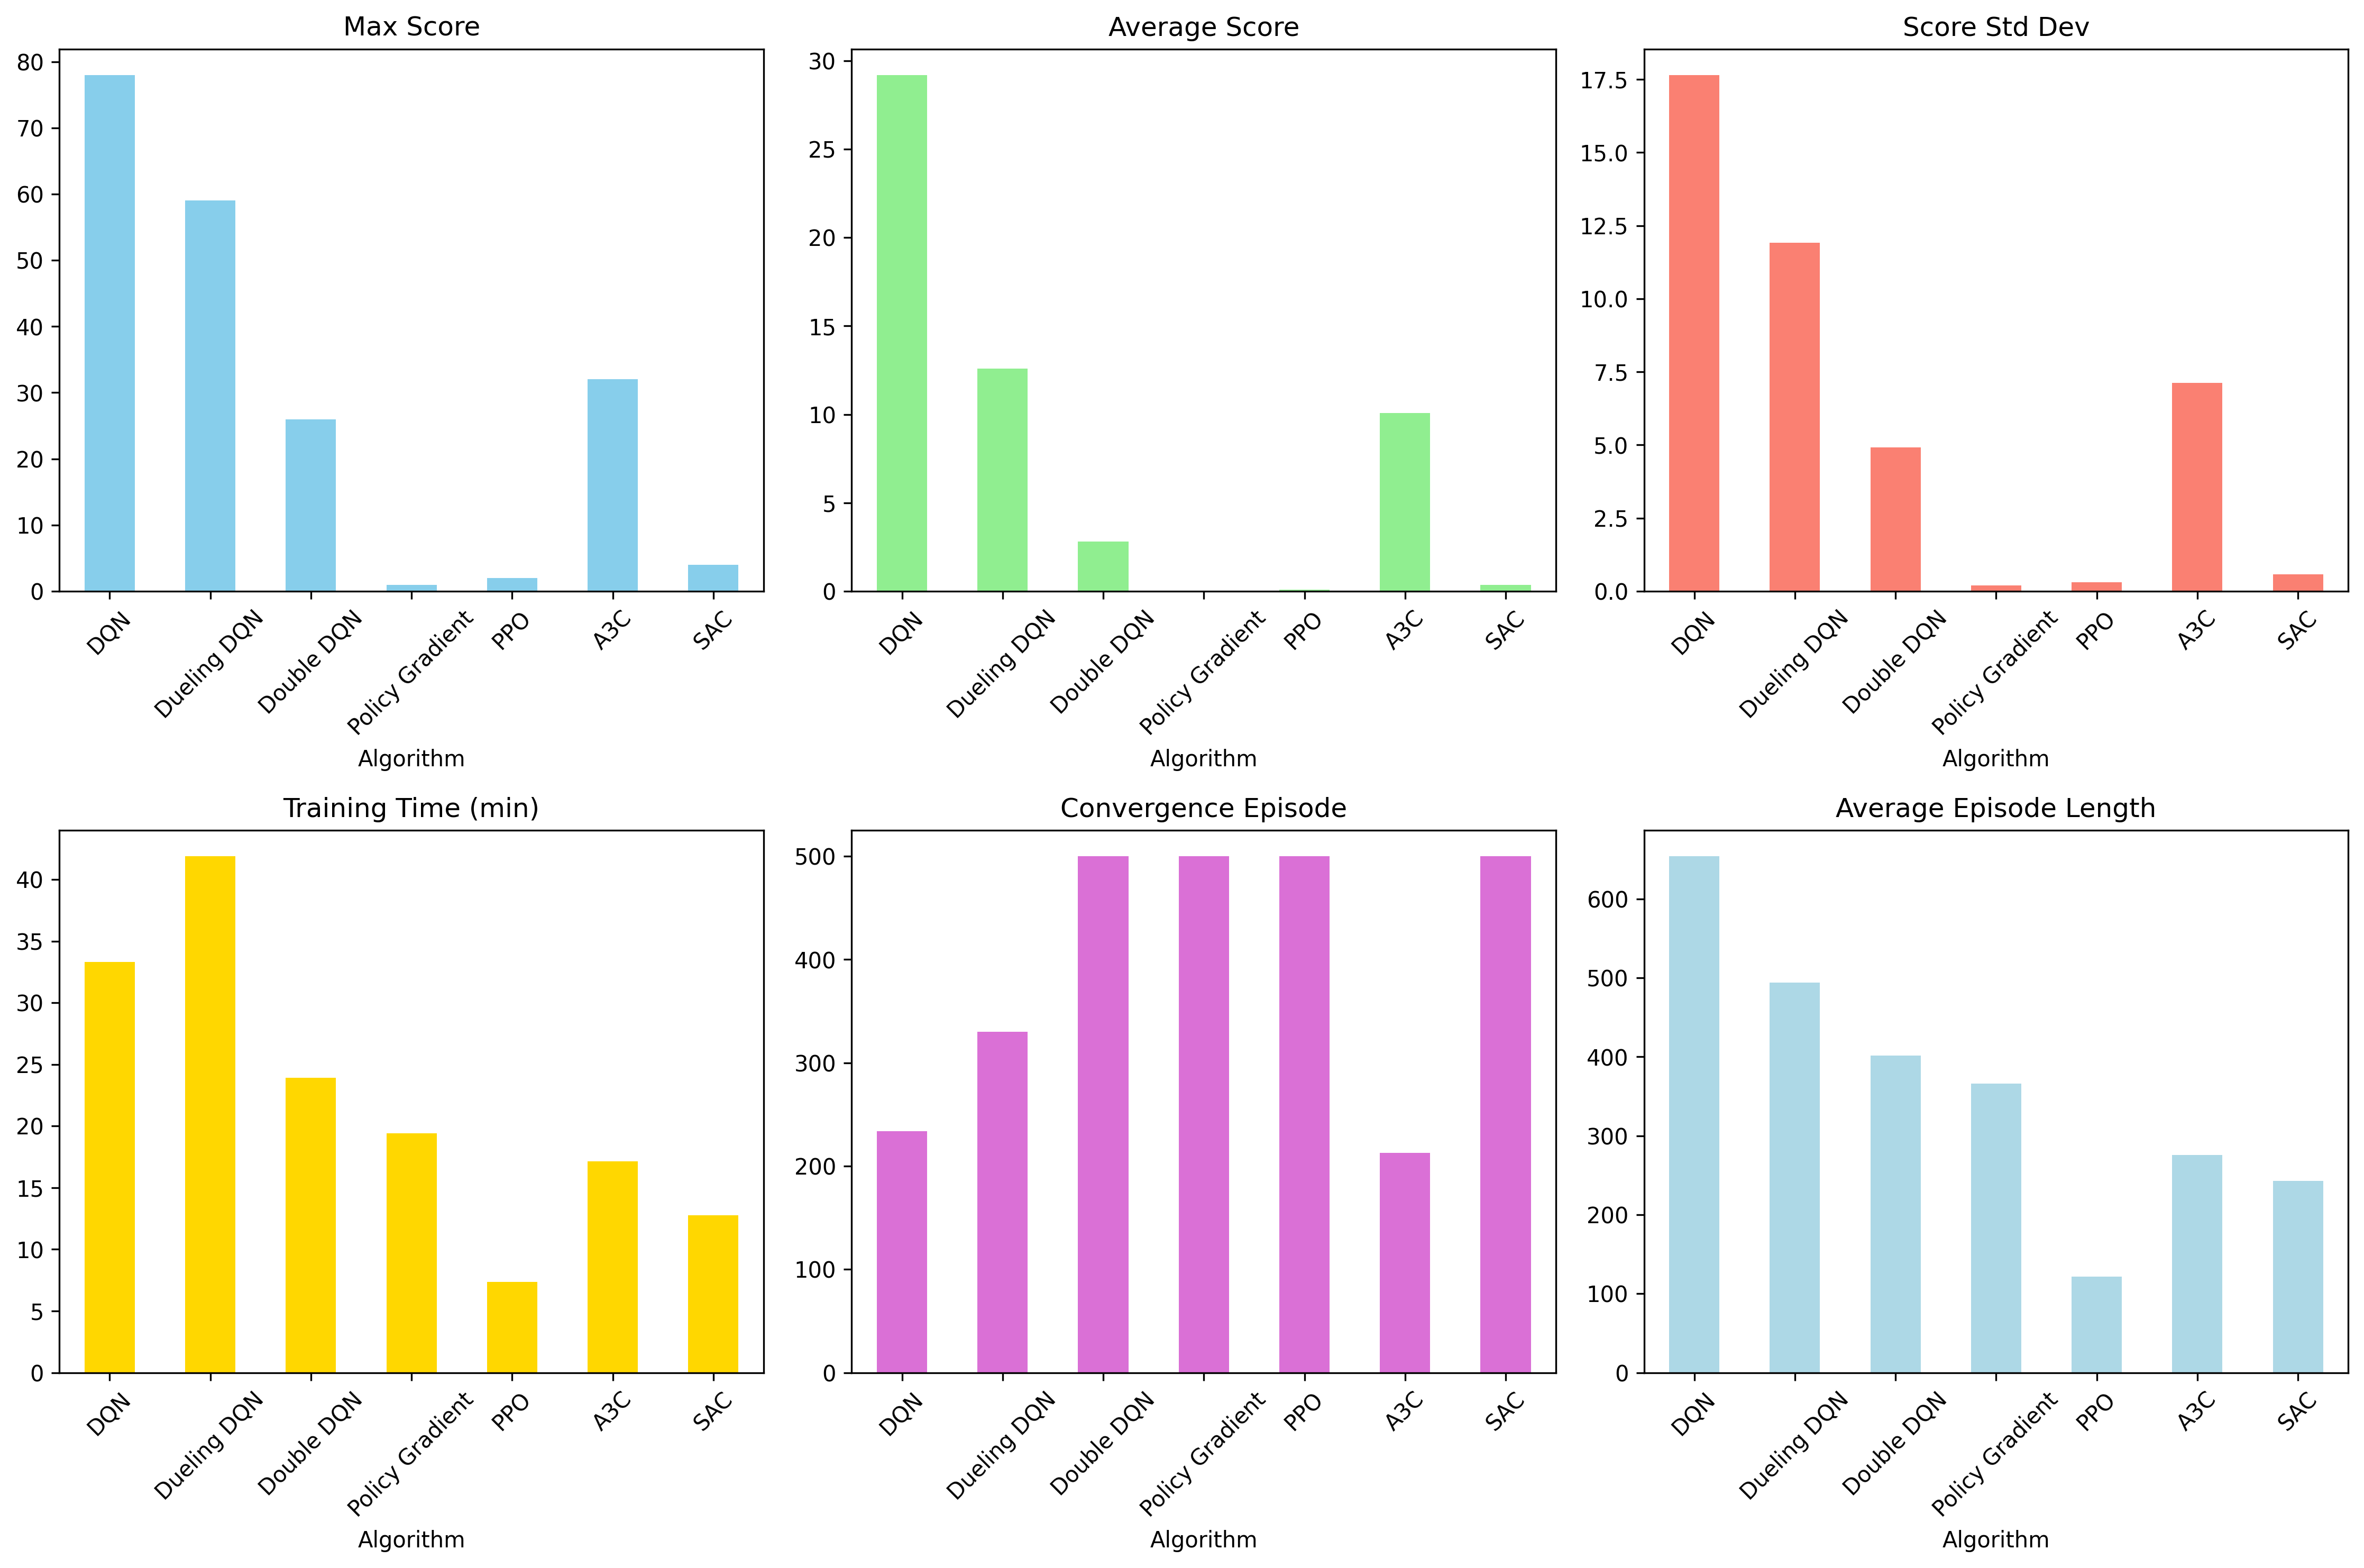 Max Score
80
70
60
50
40
30
20
10
0
DQN
Dueling DQN
Double DQN
Policy Gradient
PPO
A3C
SAC
Algorithm
Average Score
30
25
20
15
10
5
0
DQN
Dueling DQN
Double DQN
Policy Gradient
PPO
A3C
SAC
Algorithm
Score Std Dev
17.5
15.0
12.5
10.0
7.5
5.0
2.5
0.0
DQN
Dueling DQN
Double DQN
Policy Gradient
PPO
A3C
SAC
Algorithm
Training Time (min)
40
35
30
25
20
15
10
5
0
DQN
Dueling DQN
Double DQN
Policy Gradient
PPO
A3C
SAC
Algorithm
Convergence Episode
500
400
300
200
100
0
DQN
Dueling DQN
Double DQN
Policy Gradient
PPO
A3C
SAC
Algorithm
Average Episode Length
600
500
400
300
200
100
0
DQN
Dueling DQN
Double DQN
Policy Gradient
PPO
A3C
SAC
Algorithm